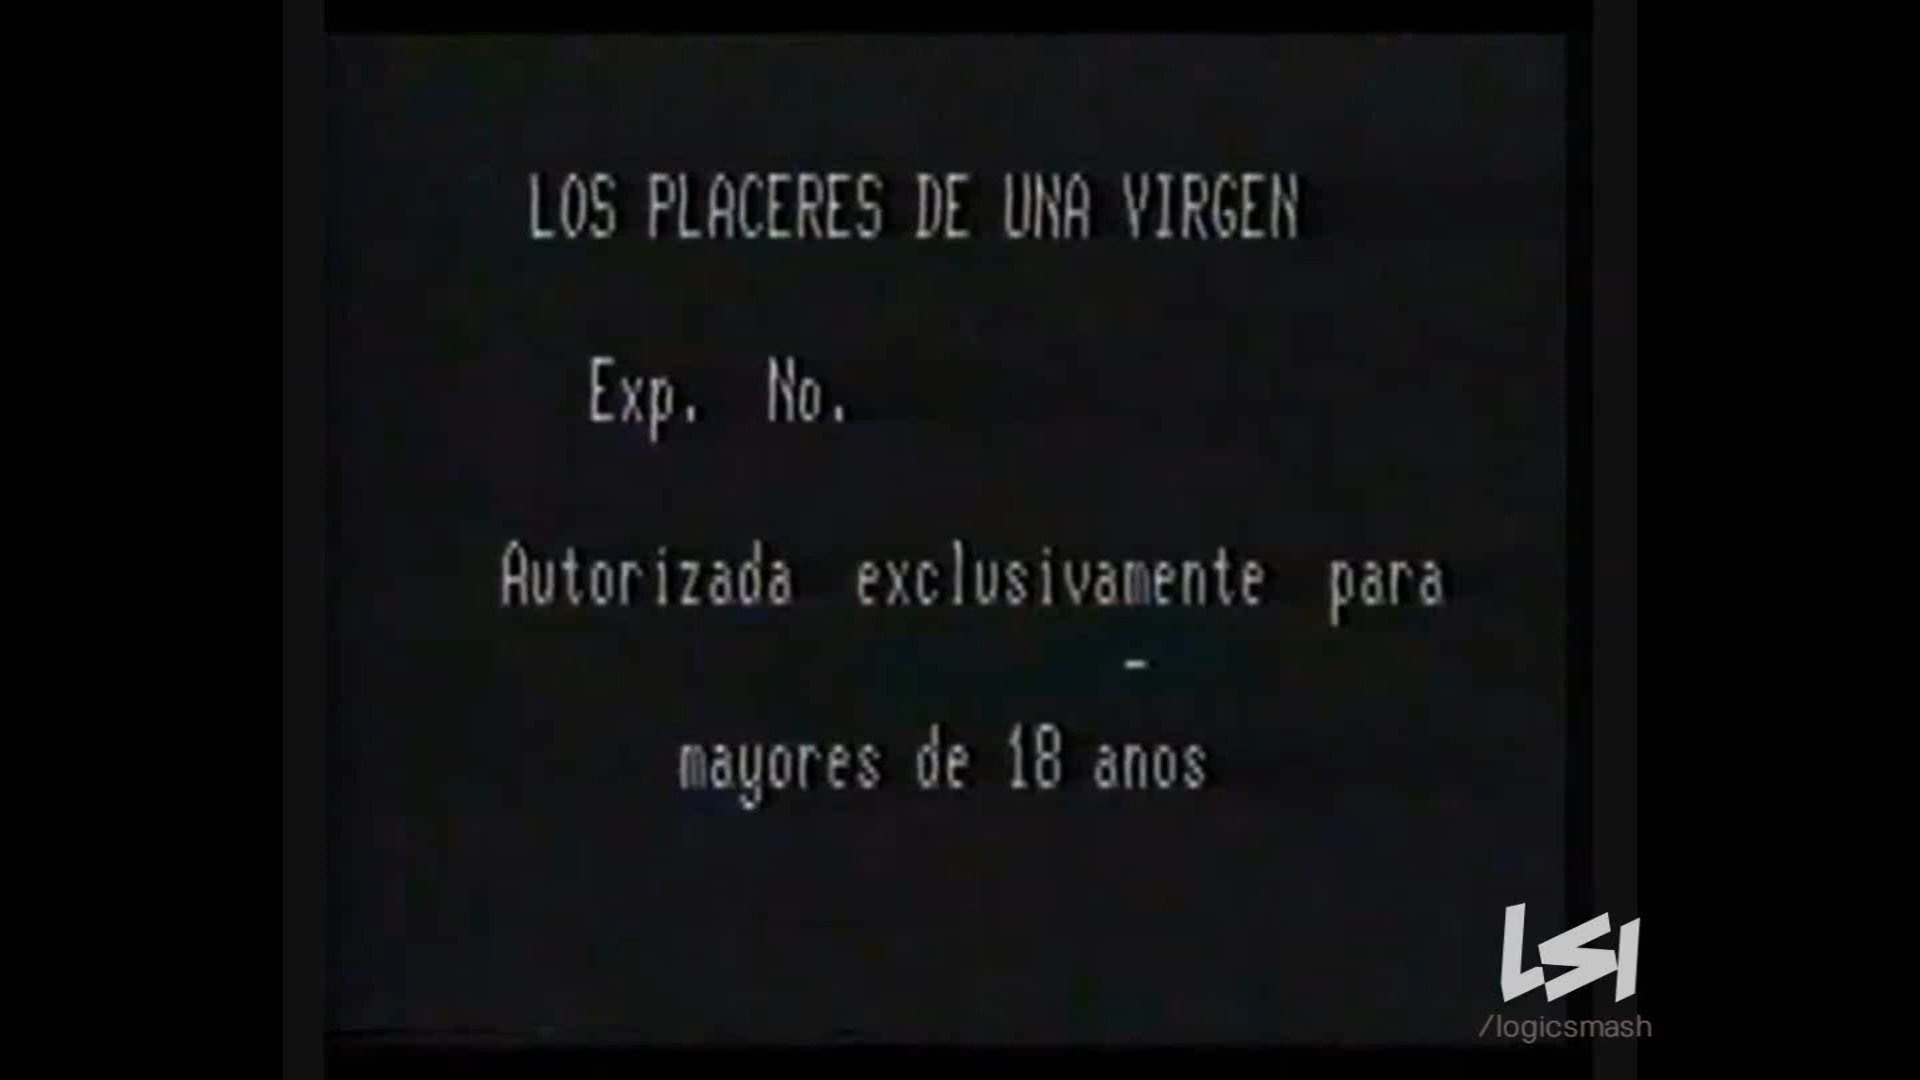 LOS PLACERES DE UNA VIRGEN
Exp. No.
Autorizada exclusivamente para
-
mayores de 18 anos
LSI
/logicsmash